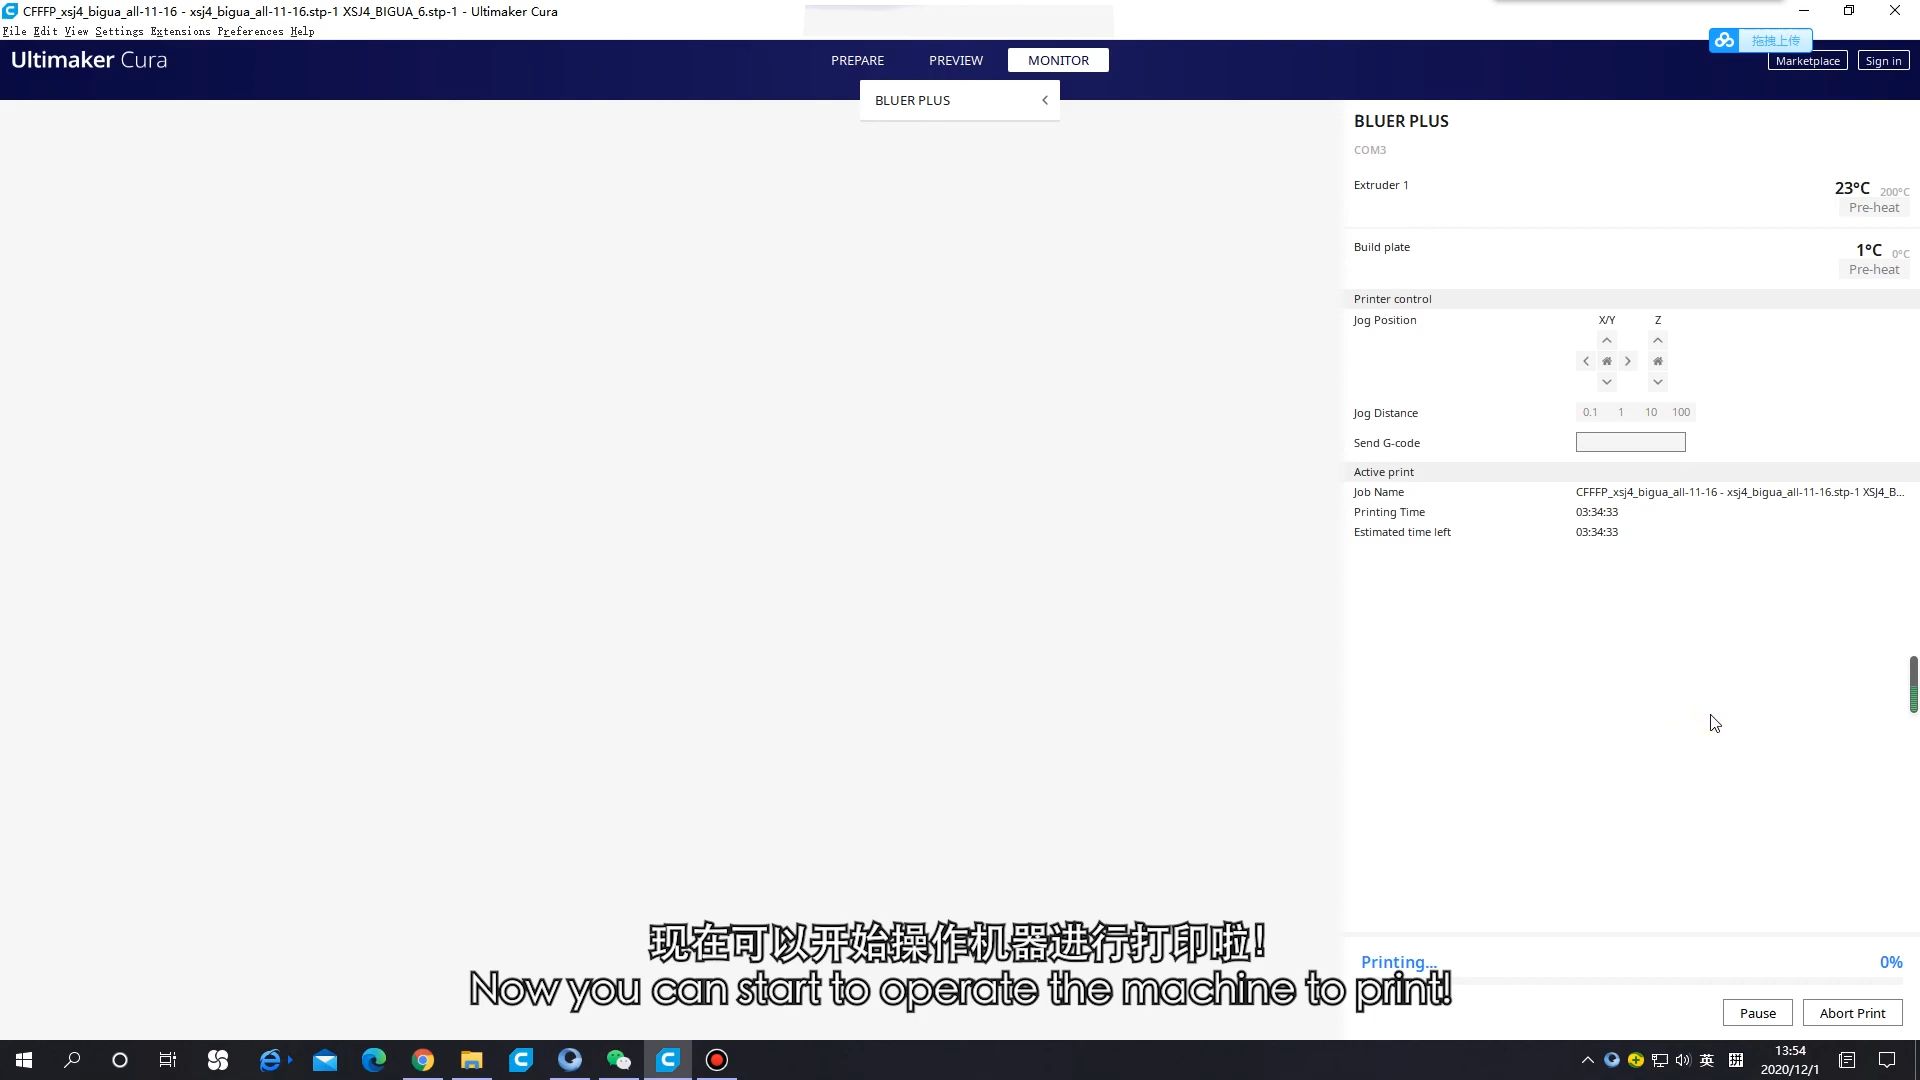 CFFFP_xsj4_bigua_all-11-16 - xsj4_bigua_all-11-16.stp-1 XSJ4_BIGUA_6.stp-1 - Ultimaker Cura
File Edit View Settings Extensions Preferences Help
拖拽上传
Ultimaker Cura
PREPARE PREVIEW MONITOR
Marketplace Sign in
BLUER PLUS
BLUER PLUS
COM3
Extruder 1 23°C 200°C
Pre-heat
Build plate 1°C 0°C
Pre-heat
Printer control
Jog Position X/Y Z
Jog Distance 0.1 1 10 100
Send G-code
Active print
Job Name CFFFP_xsj4_bigua_all-11-16 - xsj4_bigua_all-11-16.stp-1 XSJ4_B...
Printing Time 03:34:33
Estimated time left 03:34:33
现在可以开始操作机器进行打印啦!
Printing... 0%
Now you can start to operate the machine to print!
Pause Abort Print
英 拼 13:54
2020/12/1